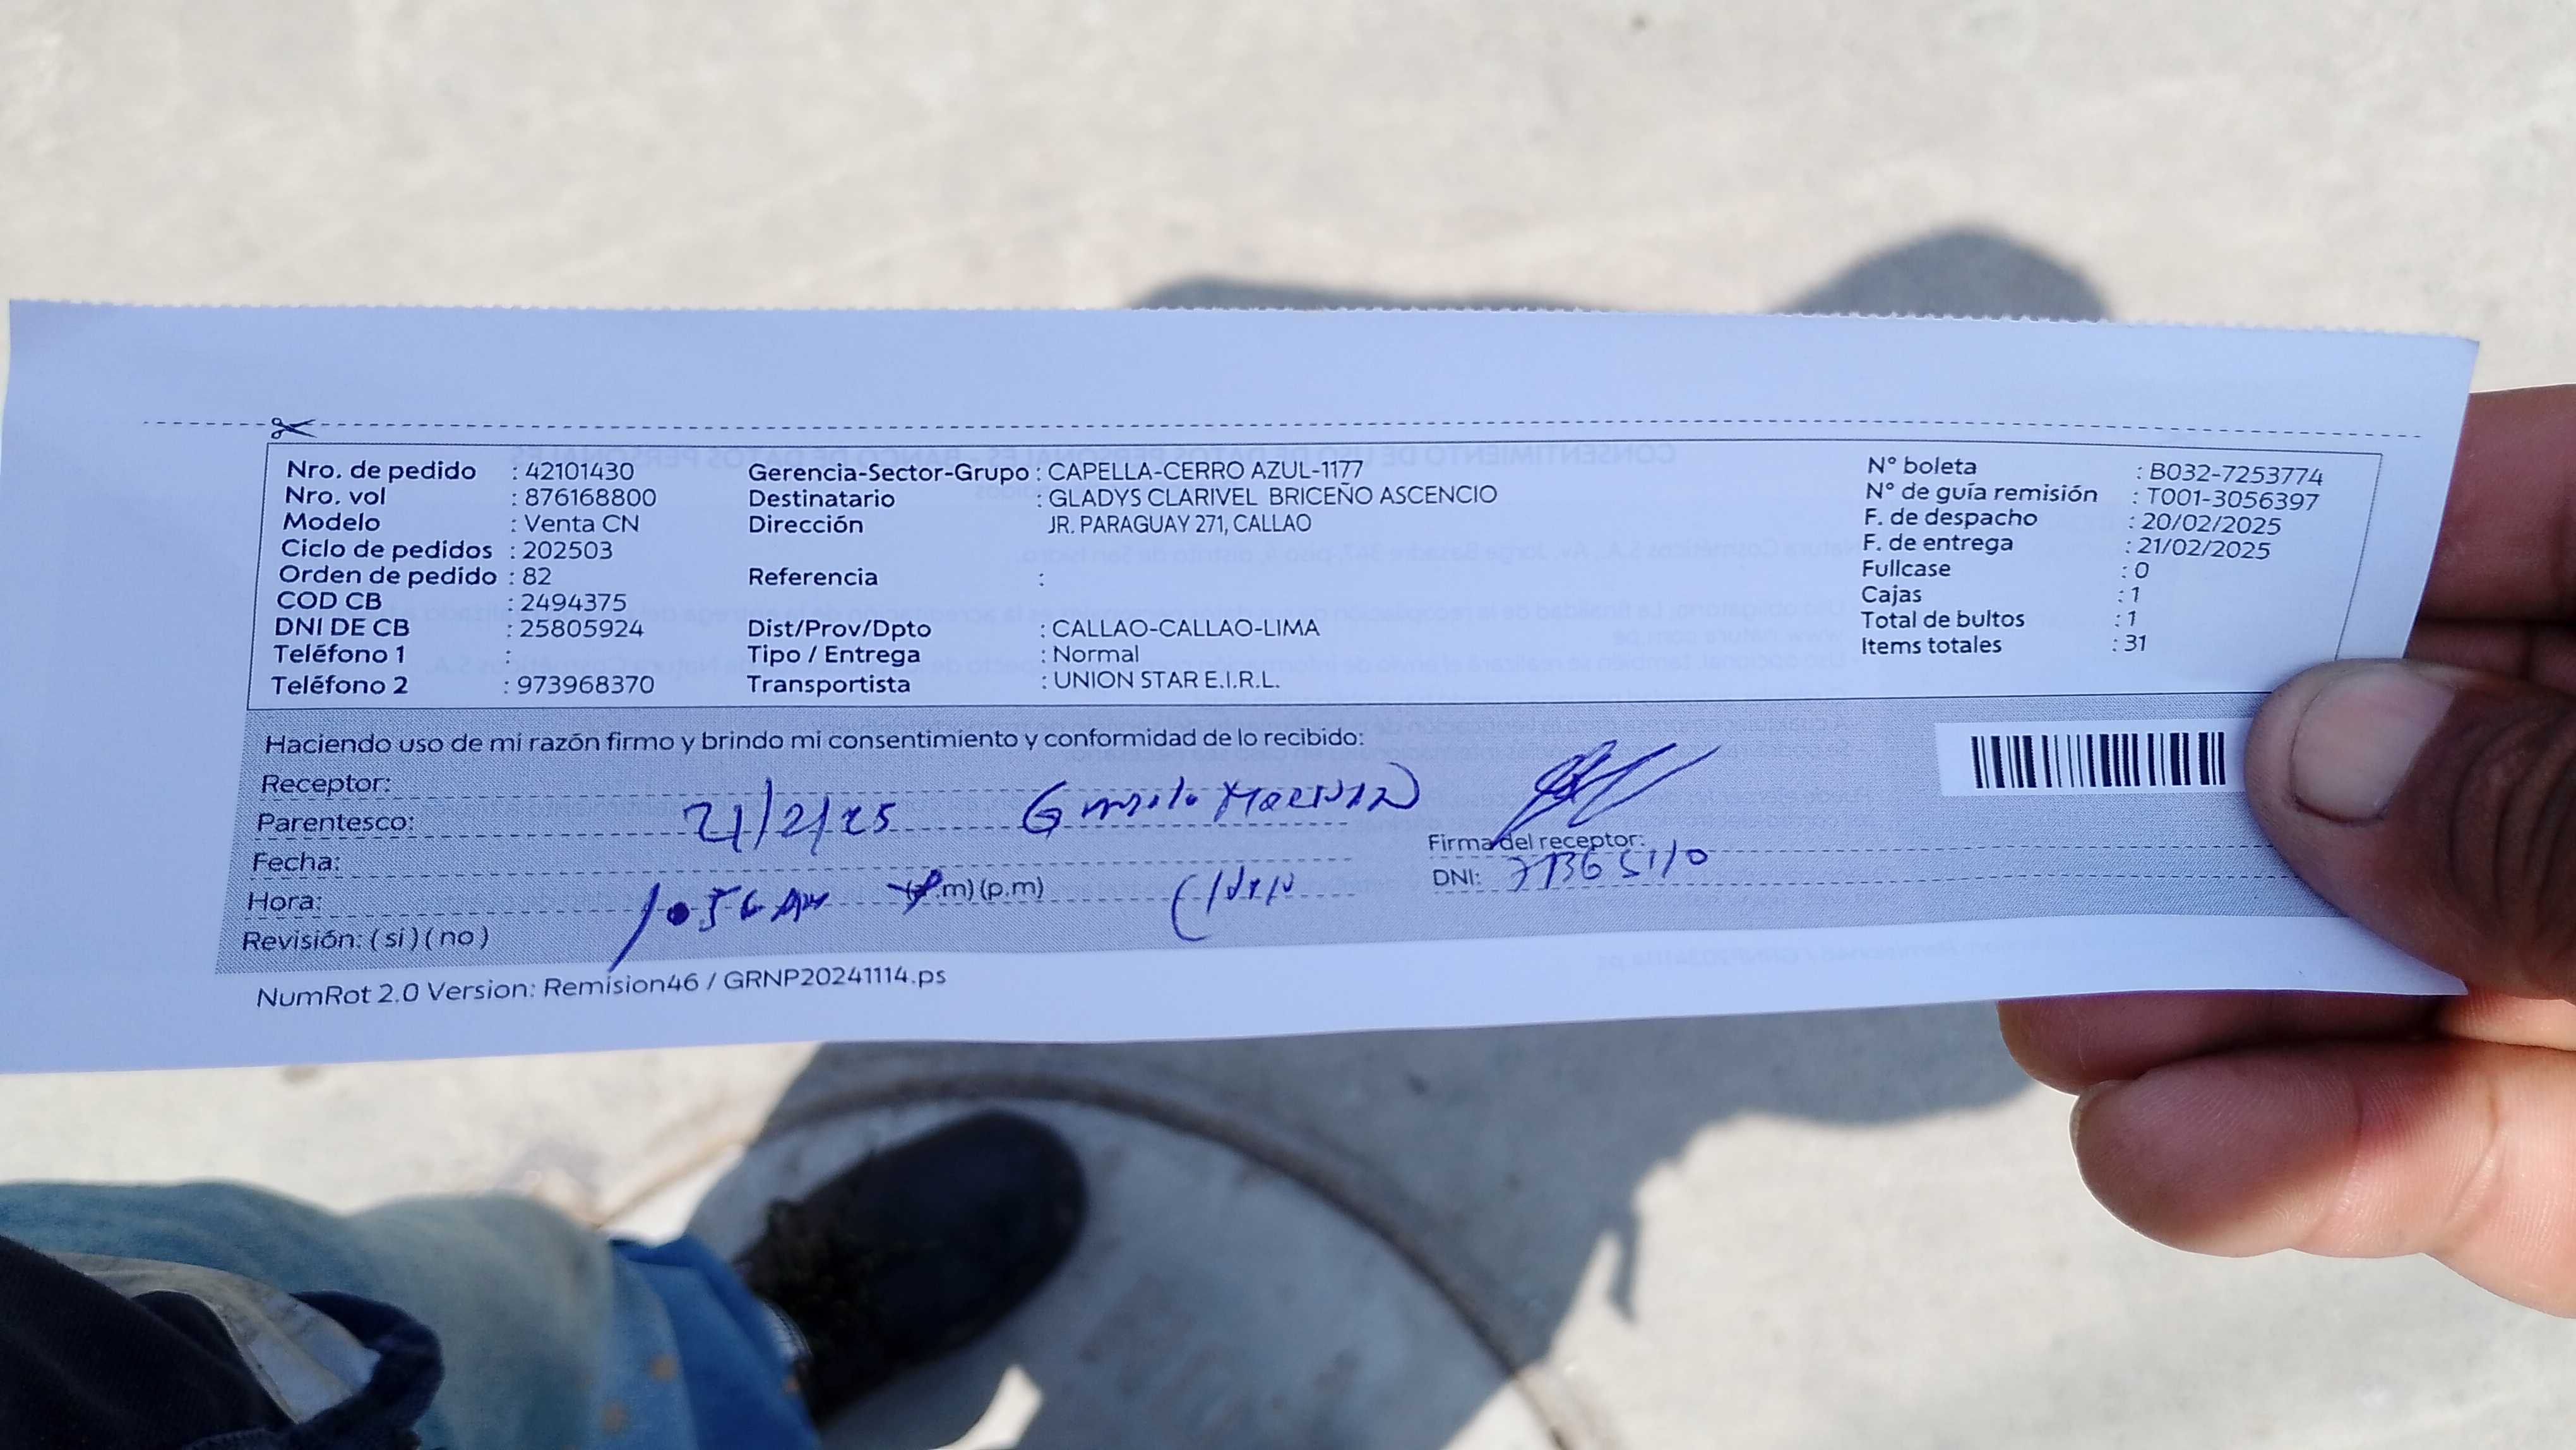 Nro. de pedido : 42101430
Nro. vol : 876168800
Modelo : Venta CN
Ciclo de pedidos : 202503
Orden de pedido : 82
COD CB : 2494375
DNI DE CB : 25805924
Teléfono 1 :
Teléfono 2 : 973968370
Gerencia-Sector-Grupo : CAPELLA-CERRO AZUL-1177
Destinatario : GLADYS CLARIVEL BRICEÑO ASCENCIO
Dirección JR. PARAGUAY 271, CALLAO
Referencia :
Dist/Prov/Dpto : CALLAO-CALLAO-LIMA
Tipo / Entrega : Normal
Transportista : UNION STAR E.I.R.L.
N° boleta : B032-7253774
N° de guía remisión : T001-3056397
F. de despacho : 20/02/2025
F. de entrega : 21/02/2025
Fullcase : 0
Cajas : 1
Total de bultos : 1
Items totales : 31
Haciendo uso de mi razón firmo y brindo mi consentimiento y conformidad de lo recibido:
Receptor:
Parentesco: 21/2/25
Fecha:
Hora: (p.m)
Revisión: (si) (no)
Firma del receptor:
DNI:
NumRot 2.0 Version: Remision46 / GRNP20241114.ps